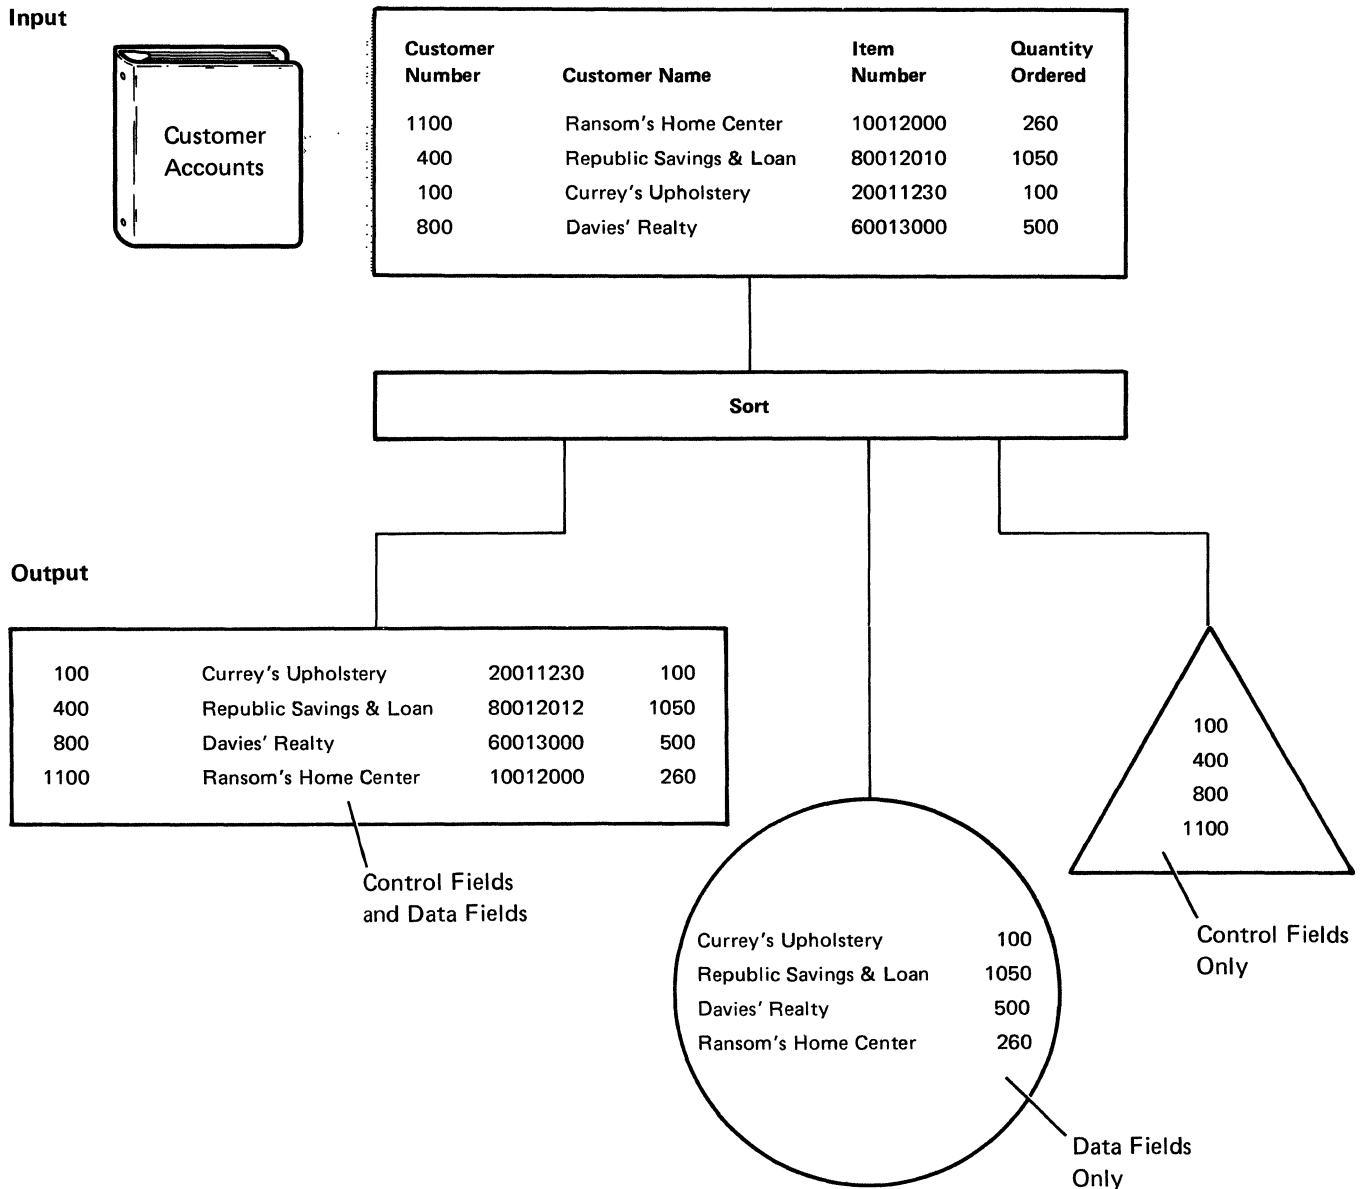 Input
Customer
Accounts
Customer Number Customer Name Item Number Quantity Ordered
1100 Ransom's Home Center 10012000 260
400 Republic Savings & Loan 80012010 1050
100 Currey's Upholstery 20011230 100
800 Davies' Realty 60013000 500
Sort
Output
100 Currey's Upholstery 20011230 100
400 Republic Savings & Loan 80012012 1050
800 Davies' Realty 60013000 500
1100 Ransom's Home Center 10012000 260
Control Fields
and Data Fields
Currey's Upholstery 100
Republic Savings & Loan 1050
Davies' Realty 500
Ransom's Home Center 260
Data Fields
Only
100
400
800
1100
Control Fields
Only